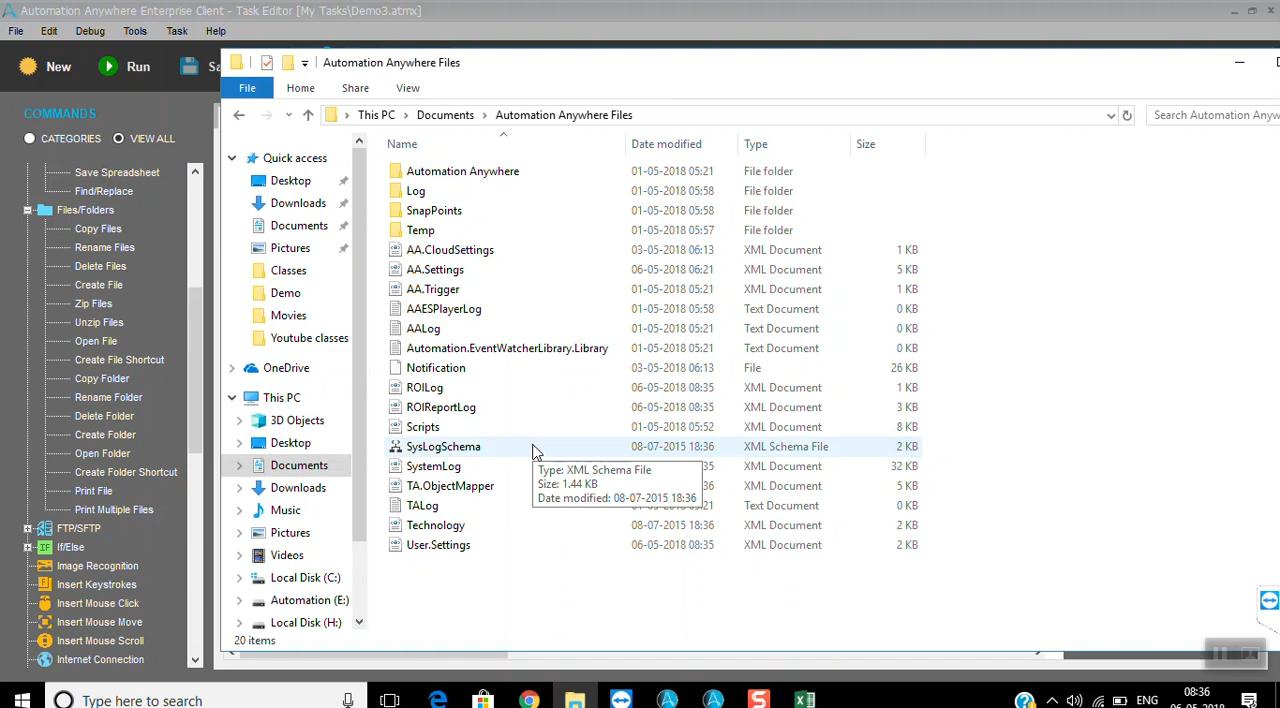 Automation Anywhere Enterprise Client - Task Editor [My Tasks\Demo3.atmx]
File Edit Debug Tools Task Help
New Run Sa
COMMANDS
CATEGORIES VIEW ALL
Save Spreadsheet
Find/Replace
Files/Folders
Copy Files
Rename Files
Delete Files
Create File
Zip Files
Unzip Files
Open File
Create File Shortcut
Copy Folder
Rename Folder
Delete Folder
Create Folder
Open Folder
Create Folder Shortcut
Print File
Print Multiple Files
FTP/SFTP
If/Else
Image Recognition
Insert Keystrokes
Insert Mouse Click
Insert Mouse Move
Insert Mouse Scroll
Internet Connection
Automation Anywhere Files
File Home Share View
This PC Documents Automation Anywhere Files
Search Automation Anyw
Quick access
Desktop
Downloads
Documents
Pictures
Classes
Demo
Movies
Youtube classes
OneDrive
This PC
3D Objects
Desktop
Documents
Downloads
Music
Pictures
Videos
Local Disk (C:)
Automation (E:)
Local Disk (H:)
Name Date modified Type Size
Automation Anywhere 01-05-2018 05:21 File folder
Log 01-05-2018 05:58 File folder
SnapPoints 01-05-2018 05:58 File folder
Temp 01-05-2018 05:57 File folder
AA.CloudSettings 03-05-2018 06:13 XML Document 1 KB
AA.Settings 06-05-2018 06:21 XML Document 5 KB
AA.Trigger 01-05-2018 05:58 XML Document 1 KB
AAESPlayerLog 01-05-2018 05:58 Text Document 0 KB
AALog 01-05-2018 05:21 Text Document 0 KB
Automation.EventWatcherLibrary.Library 01-05-2018 05:21 Text Document 0 KB
Notification 03-05-2018 06:13 File 26 KB
ROILog 06-05-2018 08:35 XML Document 1 KB
ROIReportLog 06-05-2018 08:35 XML Document 3 KB
Scripts 01-05-2018 05:52 XML Document 8 KB
SysLogSchema 08-07-2015 18:36 XML Schema File 2 KB
SystemLog :35 XML Document 32 KB
TA.ObjectMapper :36 XML Document 5 KB
TALog :21 Text Document 0 KB
Technology 08-07-2015 18:36 XML Document 2 KB
User.Settings 06-05-2018 08:35 XML Document 2 KB
Type: XML Schema File
Size: 1.44 KB
Date modified: 08-07-2015 18:36
20 items
Type here to search
ENG
08:36
06-05-2018